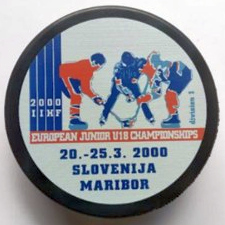 2000
IIHF
division 1
EUROPEAN JUNIOR U18 CHAMPIONSHIPS
20.-25.3. 2000
SLOVENIJA
MARIBOR